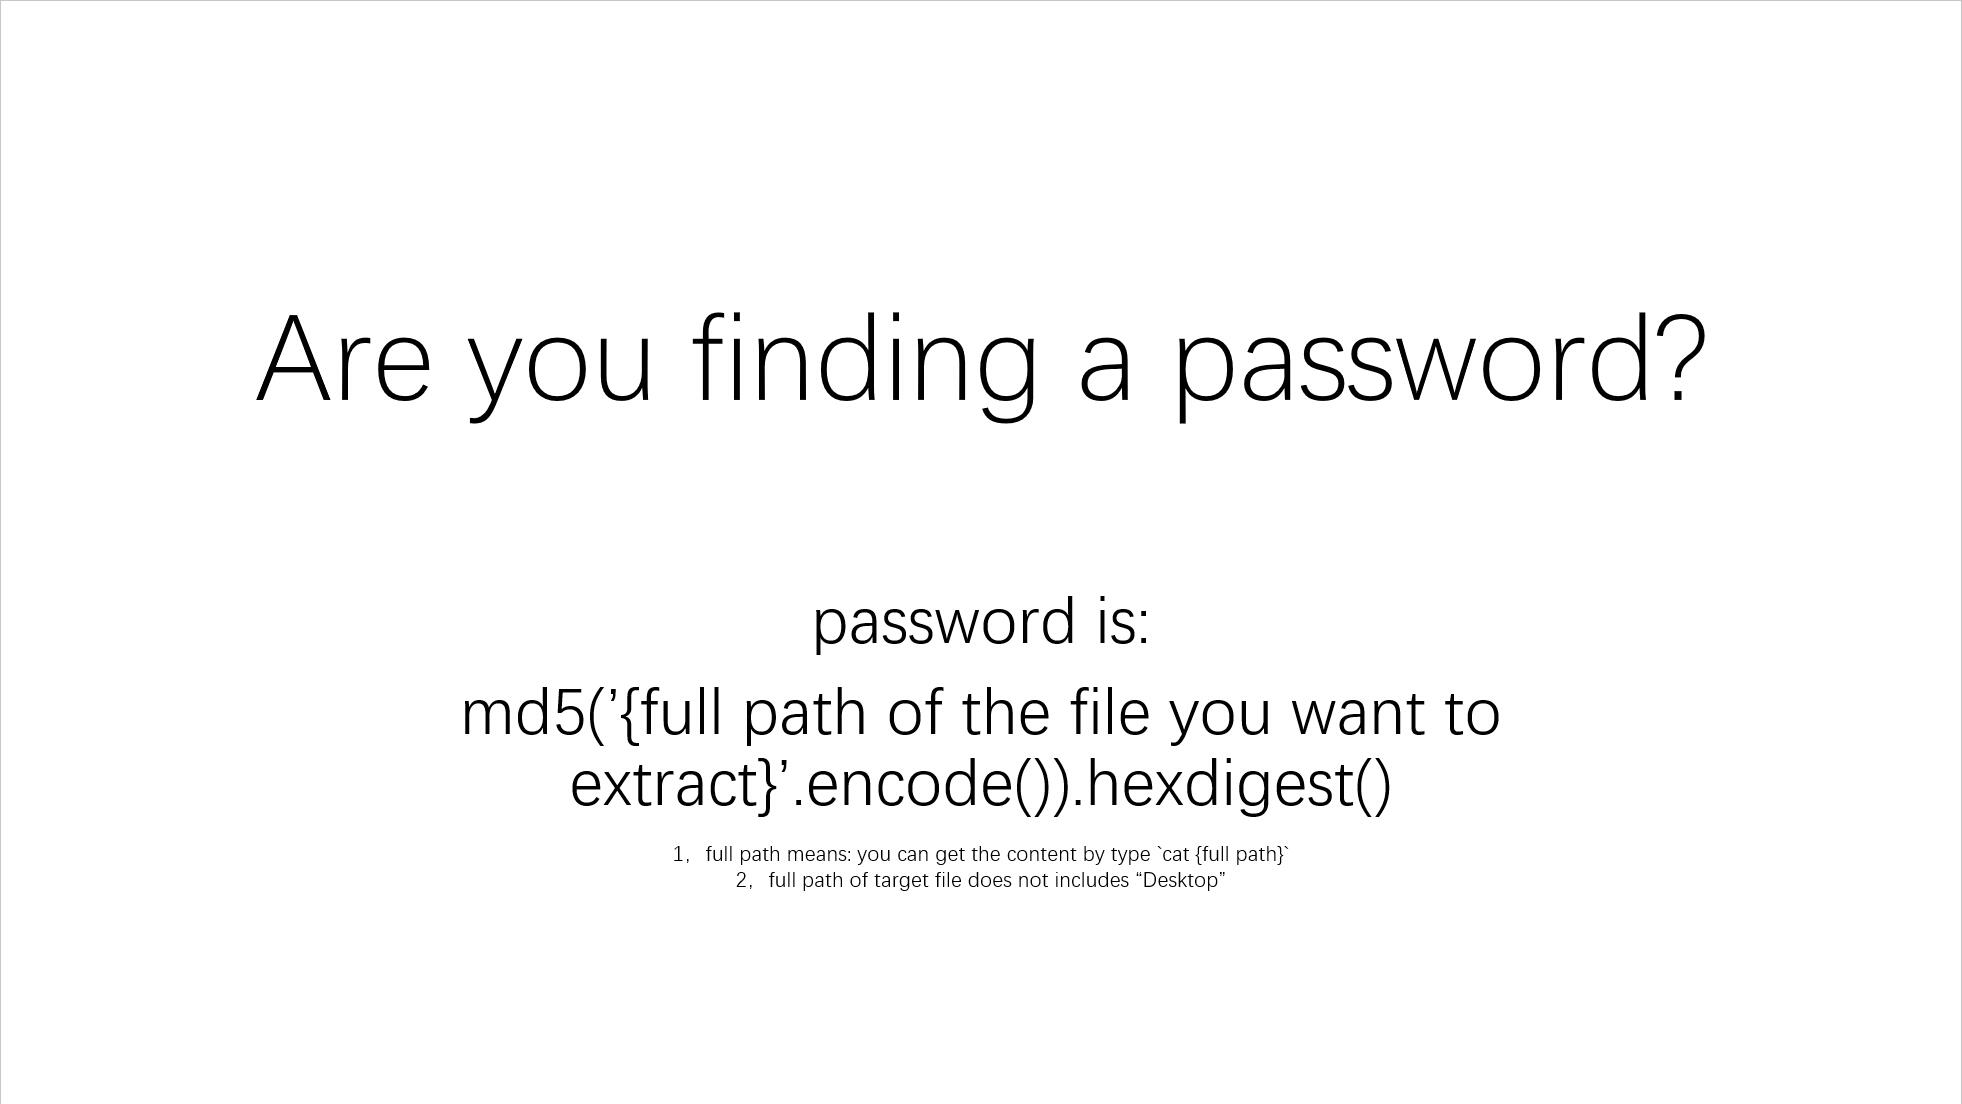 Are you finding a password?
password is:
md5(’{full path of the file you want to
extract}’.encode()).hexdigest()
1， full path means: you can get the content by type `cat {full path}`
2， full path of target file does not includes “Desktop”